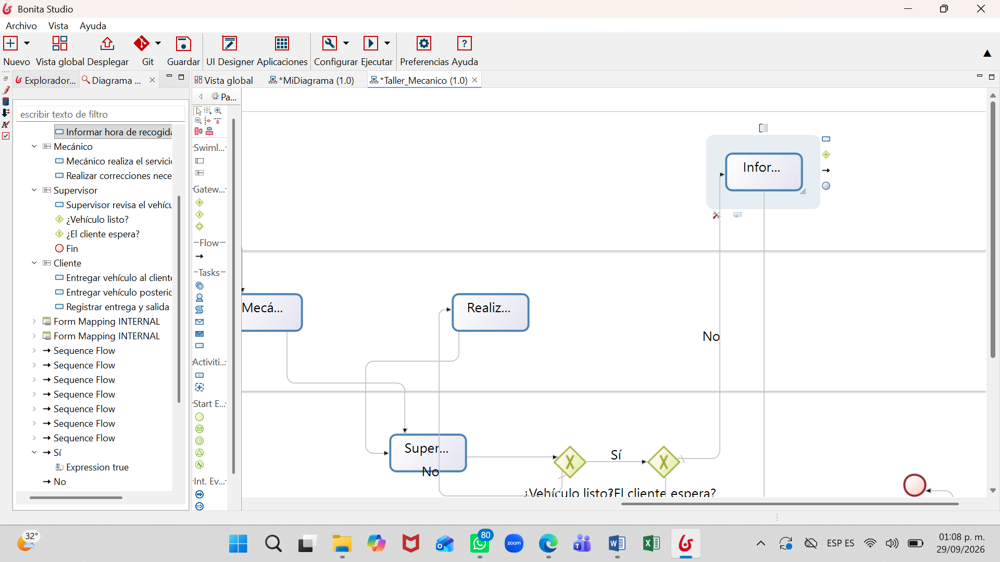 Bonita Studio
Archivo Vista Ayuda
Nuevo Vista global Desplegar Git Guardar UI Designer Aplicaciones Configurar Ejecutar Preferencias Ayuda
Explorador... Diagrama ... Vista global *MiDiagrama (1.0) *Taller_Mecanico (1.0)
Pa...
escribir texto de filtro
Informar hora de recogida
Mecánico
Mecánico realiza el servicio
Realizar correcciones nece
Supervisor
Supervisor revisa el vehícu
¿Vehículo listo?
¿El cliente espera?
Fin
Cliente
Entregar vehículo al cliente
Entregar vehículo posterio
Registrar entrega y salida
Form Mapping INTERNAL
Form Mapping INTERNAL
Sequence Flow
Sequence Flow
Sequence Flow
Sequence Flow
Sequence Flow
Sequence Flow
Sequence Flow
Sí
Expression true
No
Swiml...
Gatew...
Flow
Tasks
Activiti...
Start E...
Int. Ev...
Infor...
Mecá...
Realiz...
No
Super...
No
Sí
¿Vehículo listo?
El cliente espera?
32°
80
zoom
ESP ES
01:08 p. m.
29/09/2026